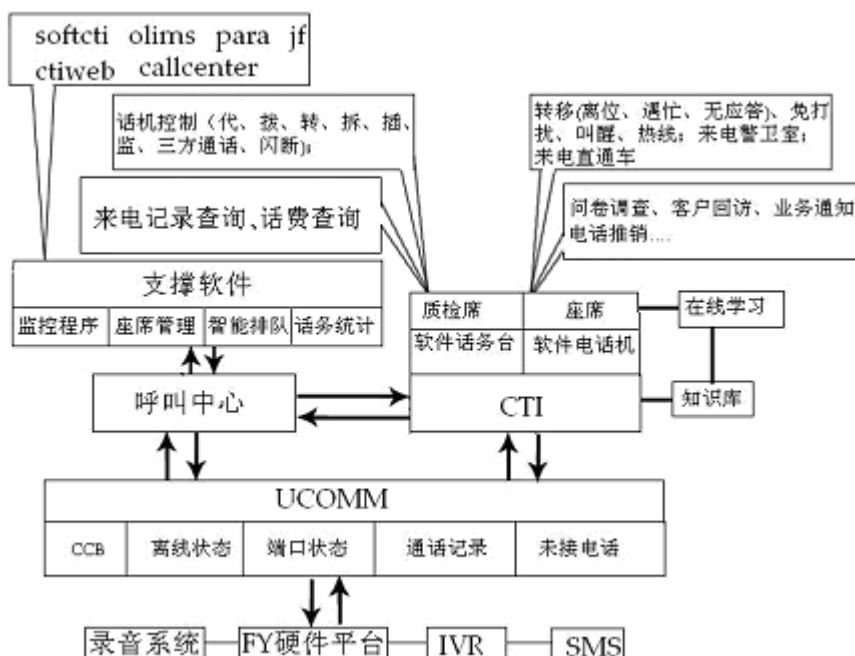 softcti olims para jf
ctiweb callcenter
话机控制（代、拨、转、拆、插、
监、三方通话、闪断）；
转移(离位、遇忙、无应答)、免打
扰、叫醒、热线；来电警卫室；
来电直通车
来电记录查询、话费查询
问卷调查、客户回访、业务通知
电话推销....
支撑软件
监控程序 座席管理 智能排队 话务统计
质检席 座席
软件话务台 软件电话机
在线学习
呼叫中心
CTI
知识库
UCOMM
CCB 离线状态 端口状态 通话记录 未接电话
录音系统 FY硬件平台 IVR SMS